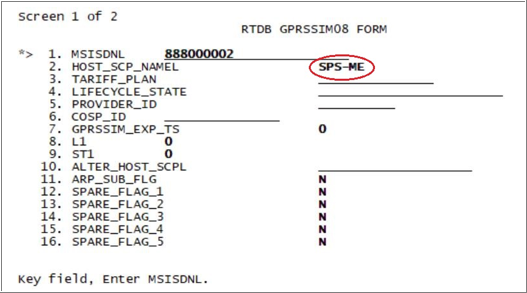 Screen 1 of 2
RTDB GPRSSIM08 FORM
*> 1. MSISDNL 888000002
2. HOST_SCP_NAMEL SPS-ME
3. TARIFF_PLAN
4. LIFECYCLE_STATE
5. PROVIDER_ID
6. COSP_ID
7. GPRSSIM_EXP_TS 0
8. L1 0
9. ST1 0
10. ALTER_HOST_SCPL
11. ARP_SUB_FLG N
12. SPARE_FLAG_1 N
13. SPARE_FLAG_2 N
14. SPARE_FLAG_3 N
15. SPARE_FLAG_4 N
16. SPARE_FLAG_5 N
Key field, Enter MSISDNL.